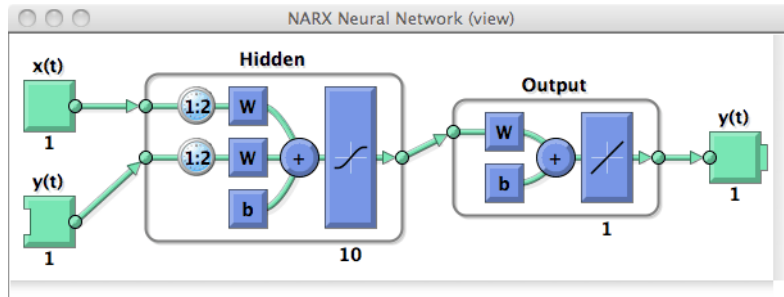 NARX Neural Network (view)
Hidden
x(t)
1:2
W
1
Output
y(t)
1:2
W
+
b
W
+
b
y(t)
1
1
1
10